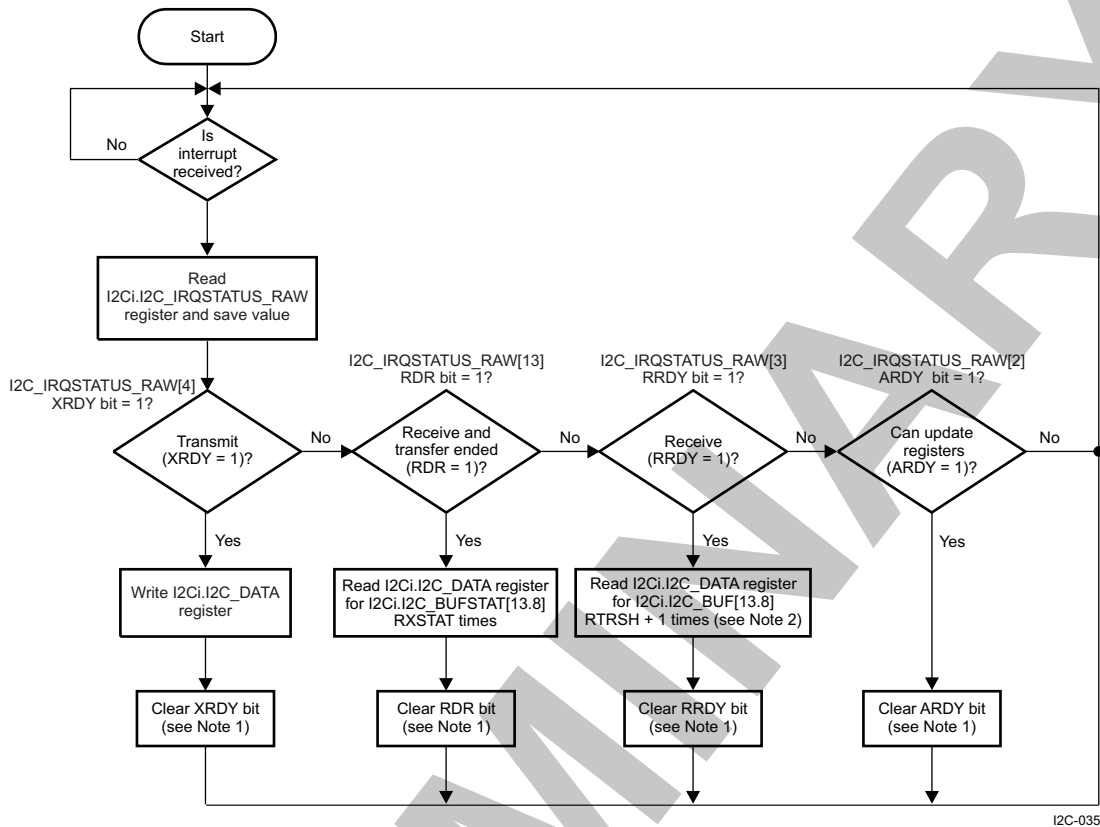 Start
Is
interrupt
received?
No
Read
I2Ci.I2C_IRQSTATUS_RAW
register and save value
I2C_IRQSTATUS_RAW[4]
XRDY bit = 1?
Transmit
(XRDY = 1)?
No
I2C_IRQSTATUS_RAW[13]
RDR bit = 1?
Receive and
transfer ended
(RDR = 1)?
No
I2C_IRQSTATUS_RAW[3]
RRDY bit = 1?
Receive
(RRDY = 1)?
No
I2C_IRQSTATUS_RAW[2]
ARDY bit = 1?
Can update
registers
(ARDY = 1)?
No
Yes
Yes
Yes
Yes
Write I2Ci.I2C_DATA
register
Read I2Ci.I2C_DATA register
for I2Ci.I2C_BUFSTAT[13.8]
RXSTAT times
Read I2Ci.I2C_DATA register
for I2Ci.I2C_BUF[13.8]
RTRSH + 1 times (see Note 2)
Clear XRDY bit
(see Note 1)
Clear RDR bit
(see Note 1)
Clear RRDY bit
(see Note 1)
Clear ARDY bit
(see Note 1)
I2C-035
MINARY